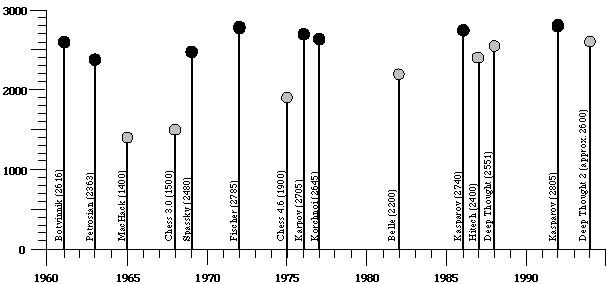 3000
2000
1000
0
Botvinnik (2616)
Petrosian (2363)
MacHack (1400)
Chess 3.0 (1500)
Spassky (2480)
Fischer (2785)
Chess 4.6 (1900)
Karpov (2705)
Korchnoi (2645)
Belle (2200)
Kasparov (2740)
Hitech (2400)
Deep Thought (2551)
Kasparov (2805)
Deep Thought 2 (approx. 2600)
1960 1965 1970 1975 1980 1985 1990